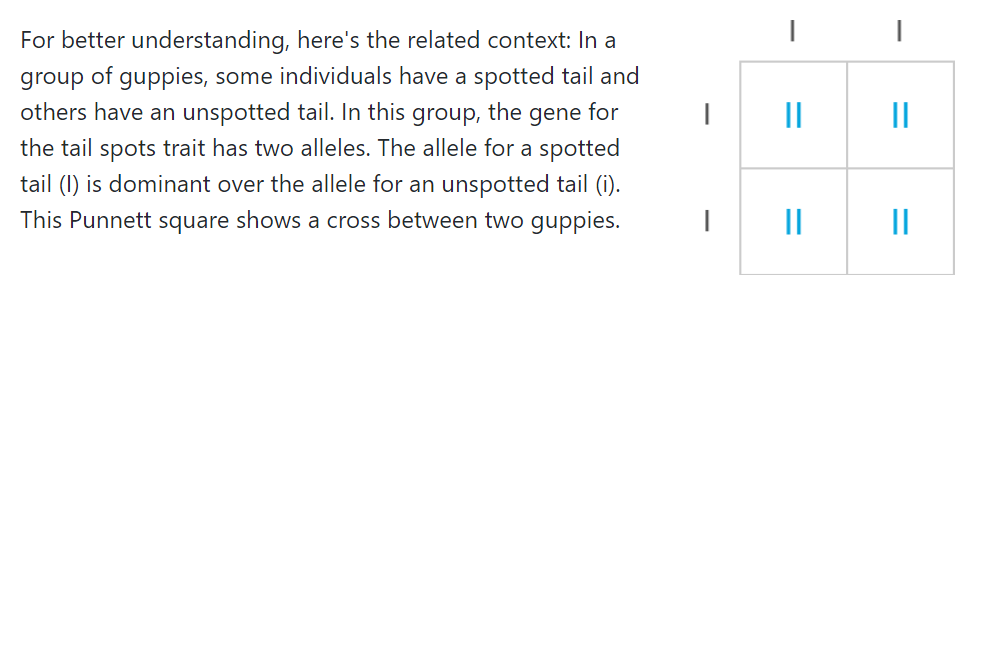 For better understanding, here's the related context: In a
group of guppies, some individuals have a spotted tail and
others have an unspotted tail. In this group, the gene for
the tail spots trait has two alleles. The allele for a spotted
tail (I) is dominant over the allele for an unspotted tail (i).
This Punnett square shows a cross between two guppies.
I I
I II II
I II II